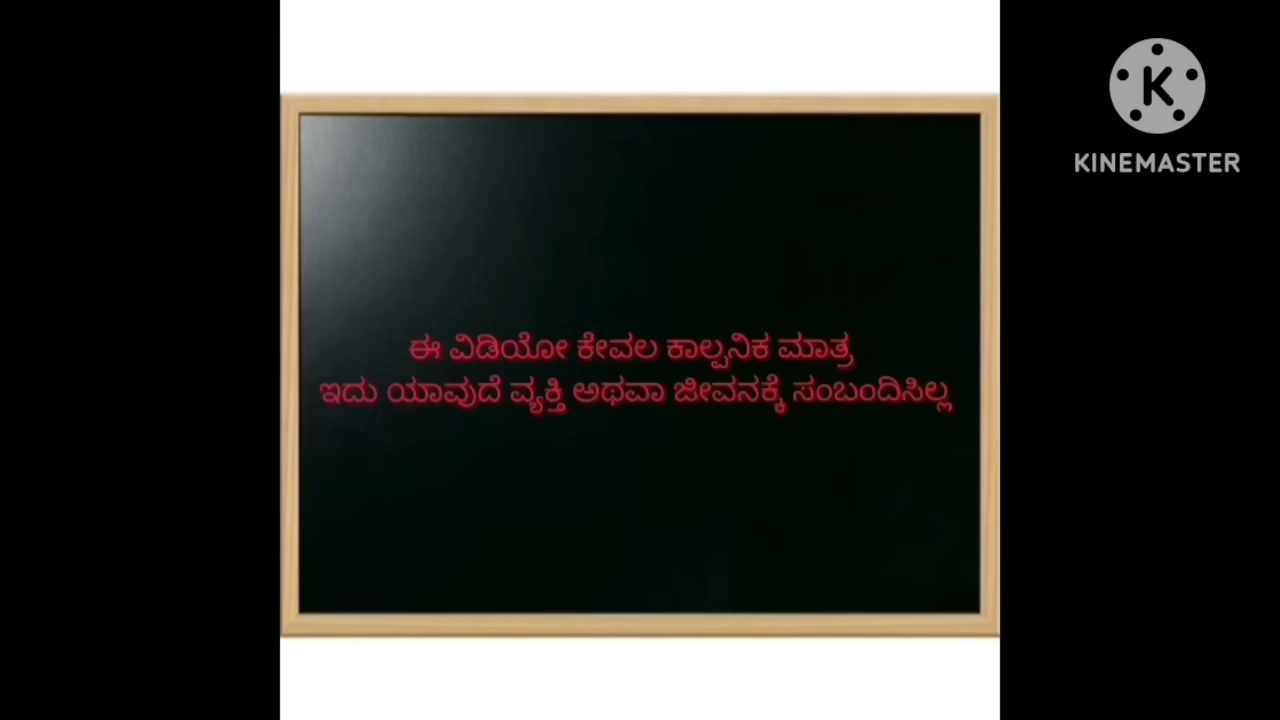 KINEMASTER
ಈ ವಿಡಿಯೋ ಕೇವಲ ಕಾಲ್ಪನಿಕ ಮಾತ್ರ
ಇದು ಯಾವುದೆ ವ್ಯಕ್ತಿ ಅಥವಾ ಜೀವನಕ್ಕೆ ಸಂಬಂದಿಸಿಲ್ಲ